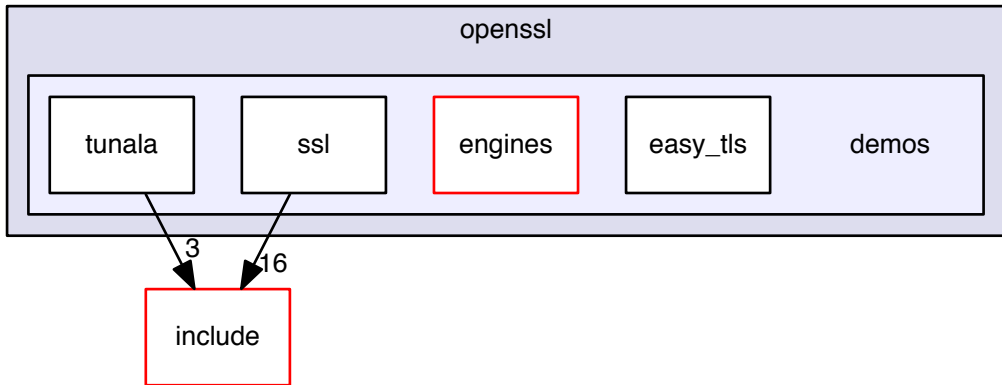 openssl
tunala
ssl
engines
easy_tls
demos
3
16
include